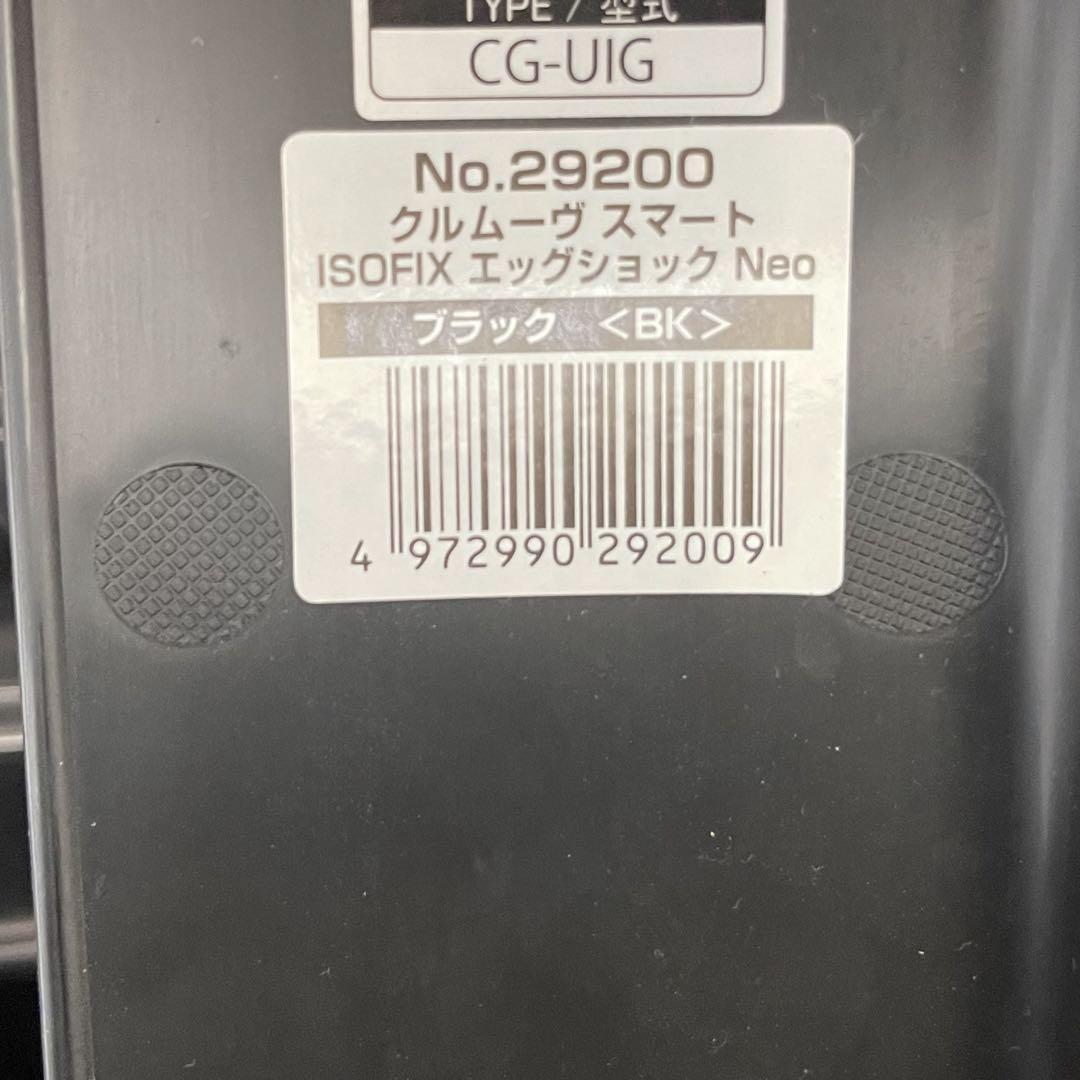 TYPE / 型式
CG-UIG
No.29200
クルムーヴ スマート
ISOFIX エッグショック Neo
ブラック <BK>
4 972990 292009